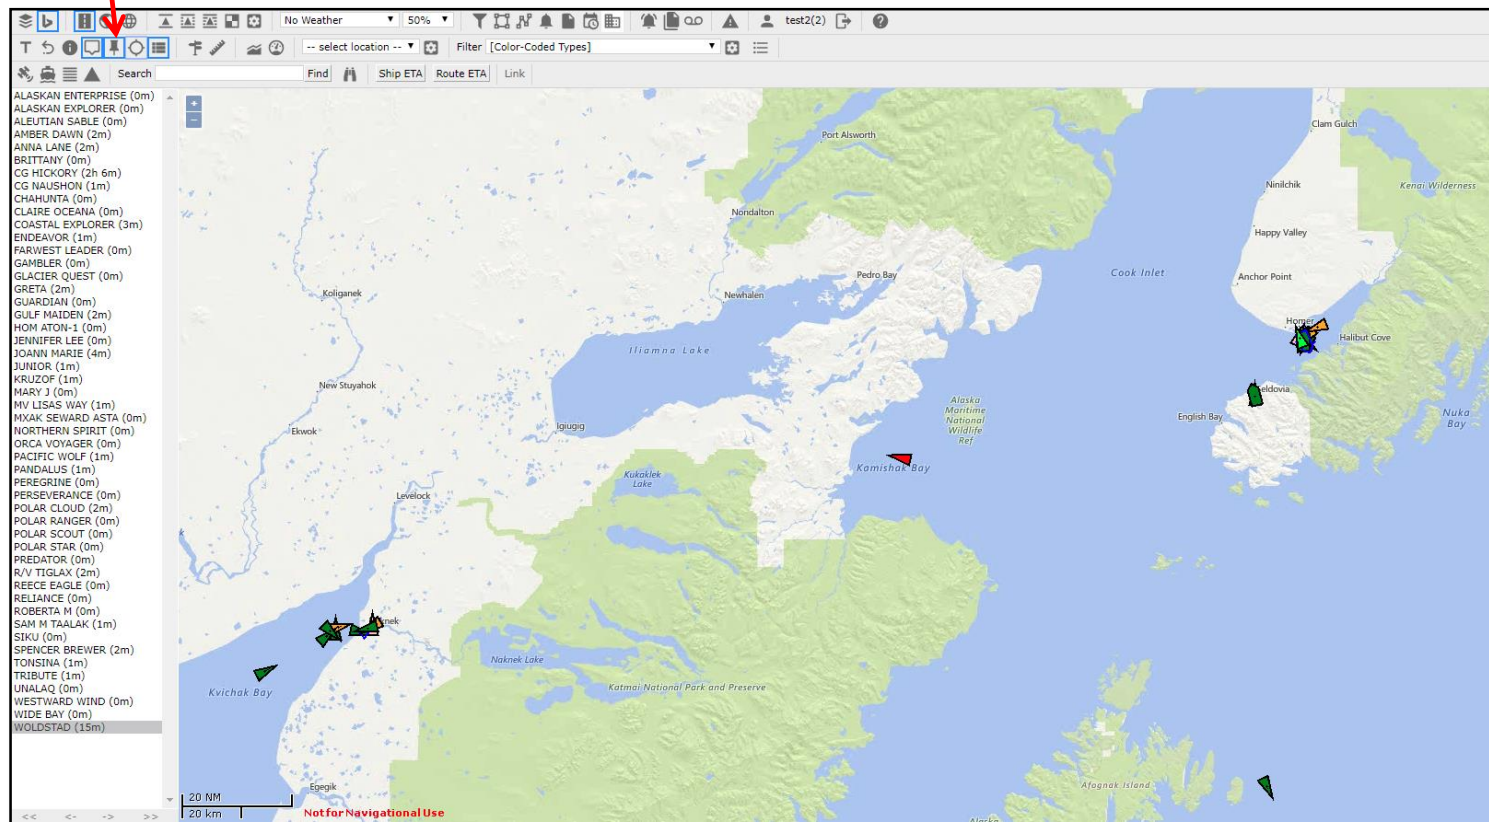 No Weather 50% test2(2)
T -- select location -- Filter [Color-Coded Types]
Search Find Ship ETA Route ETA Link
ALASKAN ENTERPRISE (0m)
ALASKAN EXPLORER (0m)
ALEUTIAN SABLE (0m)
AMBER DAWN (2m)
ANNA LANE (2m)
BRITTANY (0m)
CG HICKORY (2h 6m)
CG NAUSHON (1m)
CHAHUNTA (0m)
CLAIRE OCEANA (0m)
COASTAL EXPLORER (3m)
ENDEAVOR (1m)
FARWEST LEADER (0m)
GAMBLER (0m)
GLACIER QUEST (0m)
GRETA (2m)
GUARDIAN (0m)
GULF MAIDEN (2m)
HOM ATON-1 (0m)
JENNIFER LEE (0m)
JOANN MARIE (4m)
JUNIOR (1m)
KRUZOF (1m)
MARY J (0m)
MV LISAS WAY (1m)
MXAK SEWARD ASTA (0m)
NORTHERN SPIRIT (0m)
ORCA VOYAGER (0m)
PACIFIC WOLF (1m)
PANDALUS (1m)
PEREGRINE (0m)
PERSEVERANCE (0m)
POLAR CLOUD (2m)
POLAR RANGER (0m)
POLAR SCOUT (0m)
POLAR STAR (0m)
PREDATOR (0m)
R/V TIGLAX (2m)
REECE EAGLE (0m)
RELIANCE (0m)
ROBERTA M (0m)
SAM M TAALAK (1m)
SIKU (0m)
SPENCER BREWER (2m)
TONSINA (1m)
TRIBUTE (1m)
UNALAQ (0m)
WESTWARD WIND (0m)
WIDE BAY (0m)
WOLDSTAD (15m)
<< <- -> >>
+
−
Clam Gulch
Port Alsworth
Ninilchik
Kenai Wilderness
Nondalton
Happy Valley
Cook Inlet
Pedro Bay
Anchor Point
Koliganek
Newhalen
Homer
Halibut Cove
Iliamna Lake
New Stuyahok
eldovia
Alaska
Maritime
National
Wildlife
Ref
English Bay
Nuka
Bay
Igiugig
Ekwok
Kamishak Bay
Kukaklek
Lake
Levelock
knek
Naknek Lake
Kvichak Bay
Katmai National Park and Preserve
Egegik
Afognak Island
20 NM
20 km
Not for Navigational Use